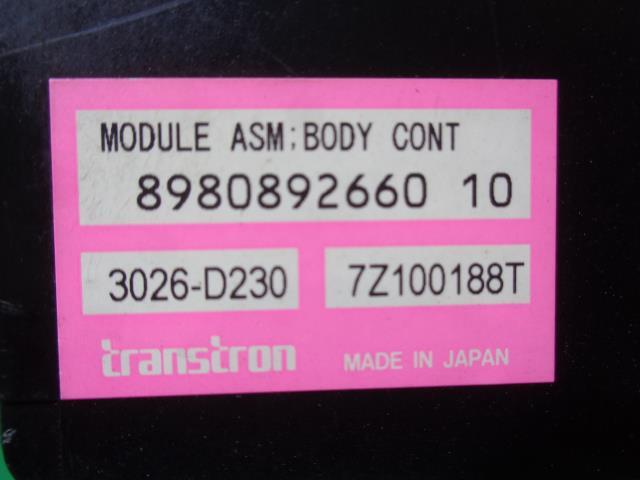 MODULE ASM;BODY CONT
8980892660 10
3026-D230 7Z100188T
transtron MADE IN JAPAN